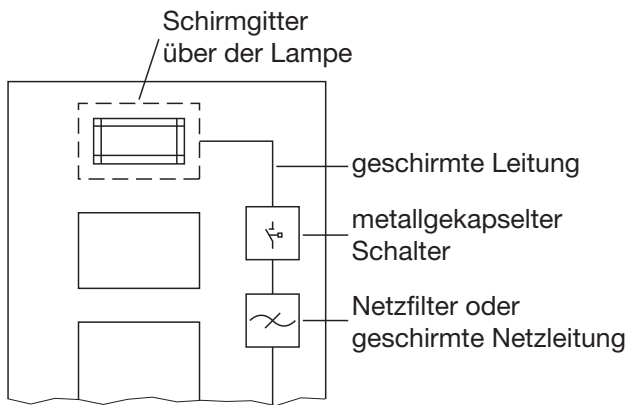 Schirmgitter
über der Lampe
geschirmte Leitung
metallgekapselter
Schalter
Netzfilter oder
geschirmte Netzleitung